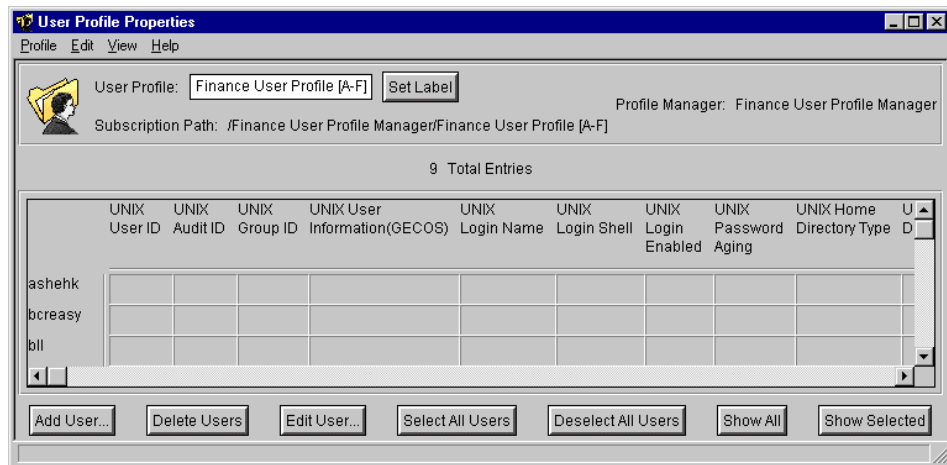 User Profile Properties
Profile Edit View Help
User Profile: Finance User Profile [A-F] Set Label
Profile Manager: Finance User Profile Manager
Subscription Path: /Finance User Profile Manager/Finance User Profile [A-F]
9 Total Entries
UNIX UNIX UNIX UNIX User UNIX UNIX UNIX UNIX UNIX Home U
User ID Audit ID Group ID Information(GECOS) Login Name Login Shell Login Password Directory Type D
Enabled Aging
ashehk
bcreasy
bll
Add User... Delete Users Edit User... Select All Users Deselect All Users Show All Show Selected